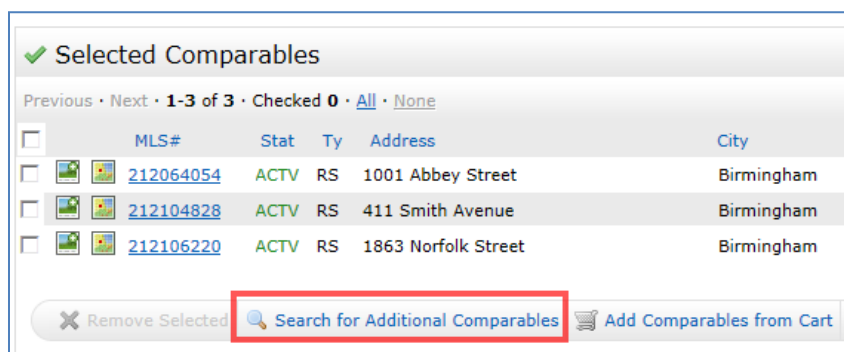 Selected Comparables
Previous · Next · 1-3 of 3 · Checked 0 · All · None
MLS# Stat Ty Address City
212064054 ACTV RS 1001 Abbey Street Birmingham
212104828 ACTV RS 411 Smith Avenue Birmingham
212106220 ACTV RS 1863 Norfolk Street Birmingham
Remove Selected Search for Additional Comparables Add Comparables from Cart